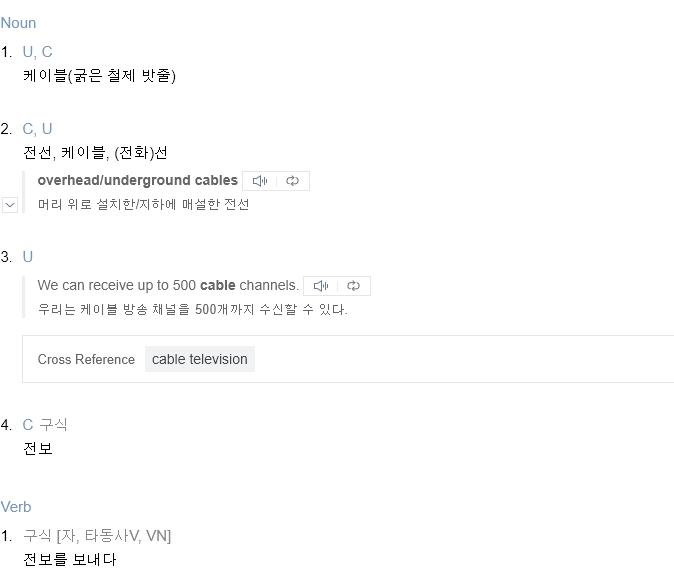 Noun
1. U, C
케이블(굵은 철제 밧줄)
2. C, U
전선, 케이블, (전화)선
overhead/underground cables
머리 위로 설치한/지하에 매설한 전선
3. U
We can receive up to 500 cable channels.
우리는 케이블 방송 채널을 500개까지 수신할 수 있다.
Cross Reference cable television
4. C 구식
전보
Verb
1. 구식 [자, 타동사V, VN]
전보를 보내다